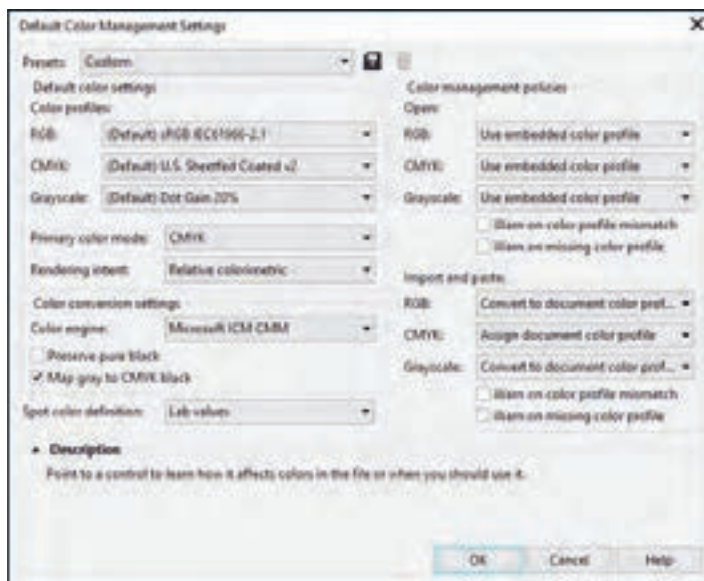 Default Color Management Settings
Presets: Custom
Default color settings
Color profiles:
RGB: (Default) sRGB IEC61966-2.1
CMYK: (Default) U.S. Sheetfed Coated v2
Grayscale: (Default) Dot Gain 20%
Primary color mode: CMYK
Rendering intent: Relative colorimetric
Color conversion settings
Color engine: Microsoft ICM CMM
Preserve pure black
Map gray to CMYK black
Spot color definition: Lab values
Color management policies
Open:
RGB: Use embedded color profile
CMYK: Use embedded color profile
Grayscale: Use embedded color profile
Warn on color profile mismatch
Warn on missing color profile
Import and paste:
RGB: Convert to document color prof...
CMYK: Assign document color profile
Grayscale: Convert to document color prof...
Warn on color profile mismatch
Warn on missing color profile
Description
Point to a control to learn how it affects colors in the file or when you should use it.
OK Cancel Help